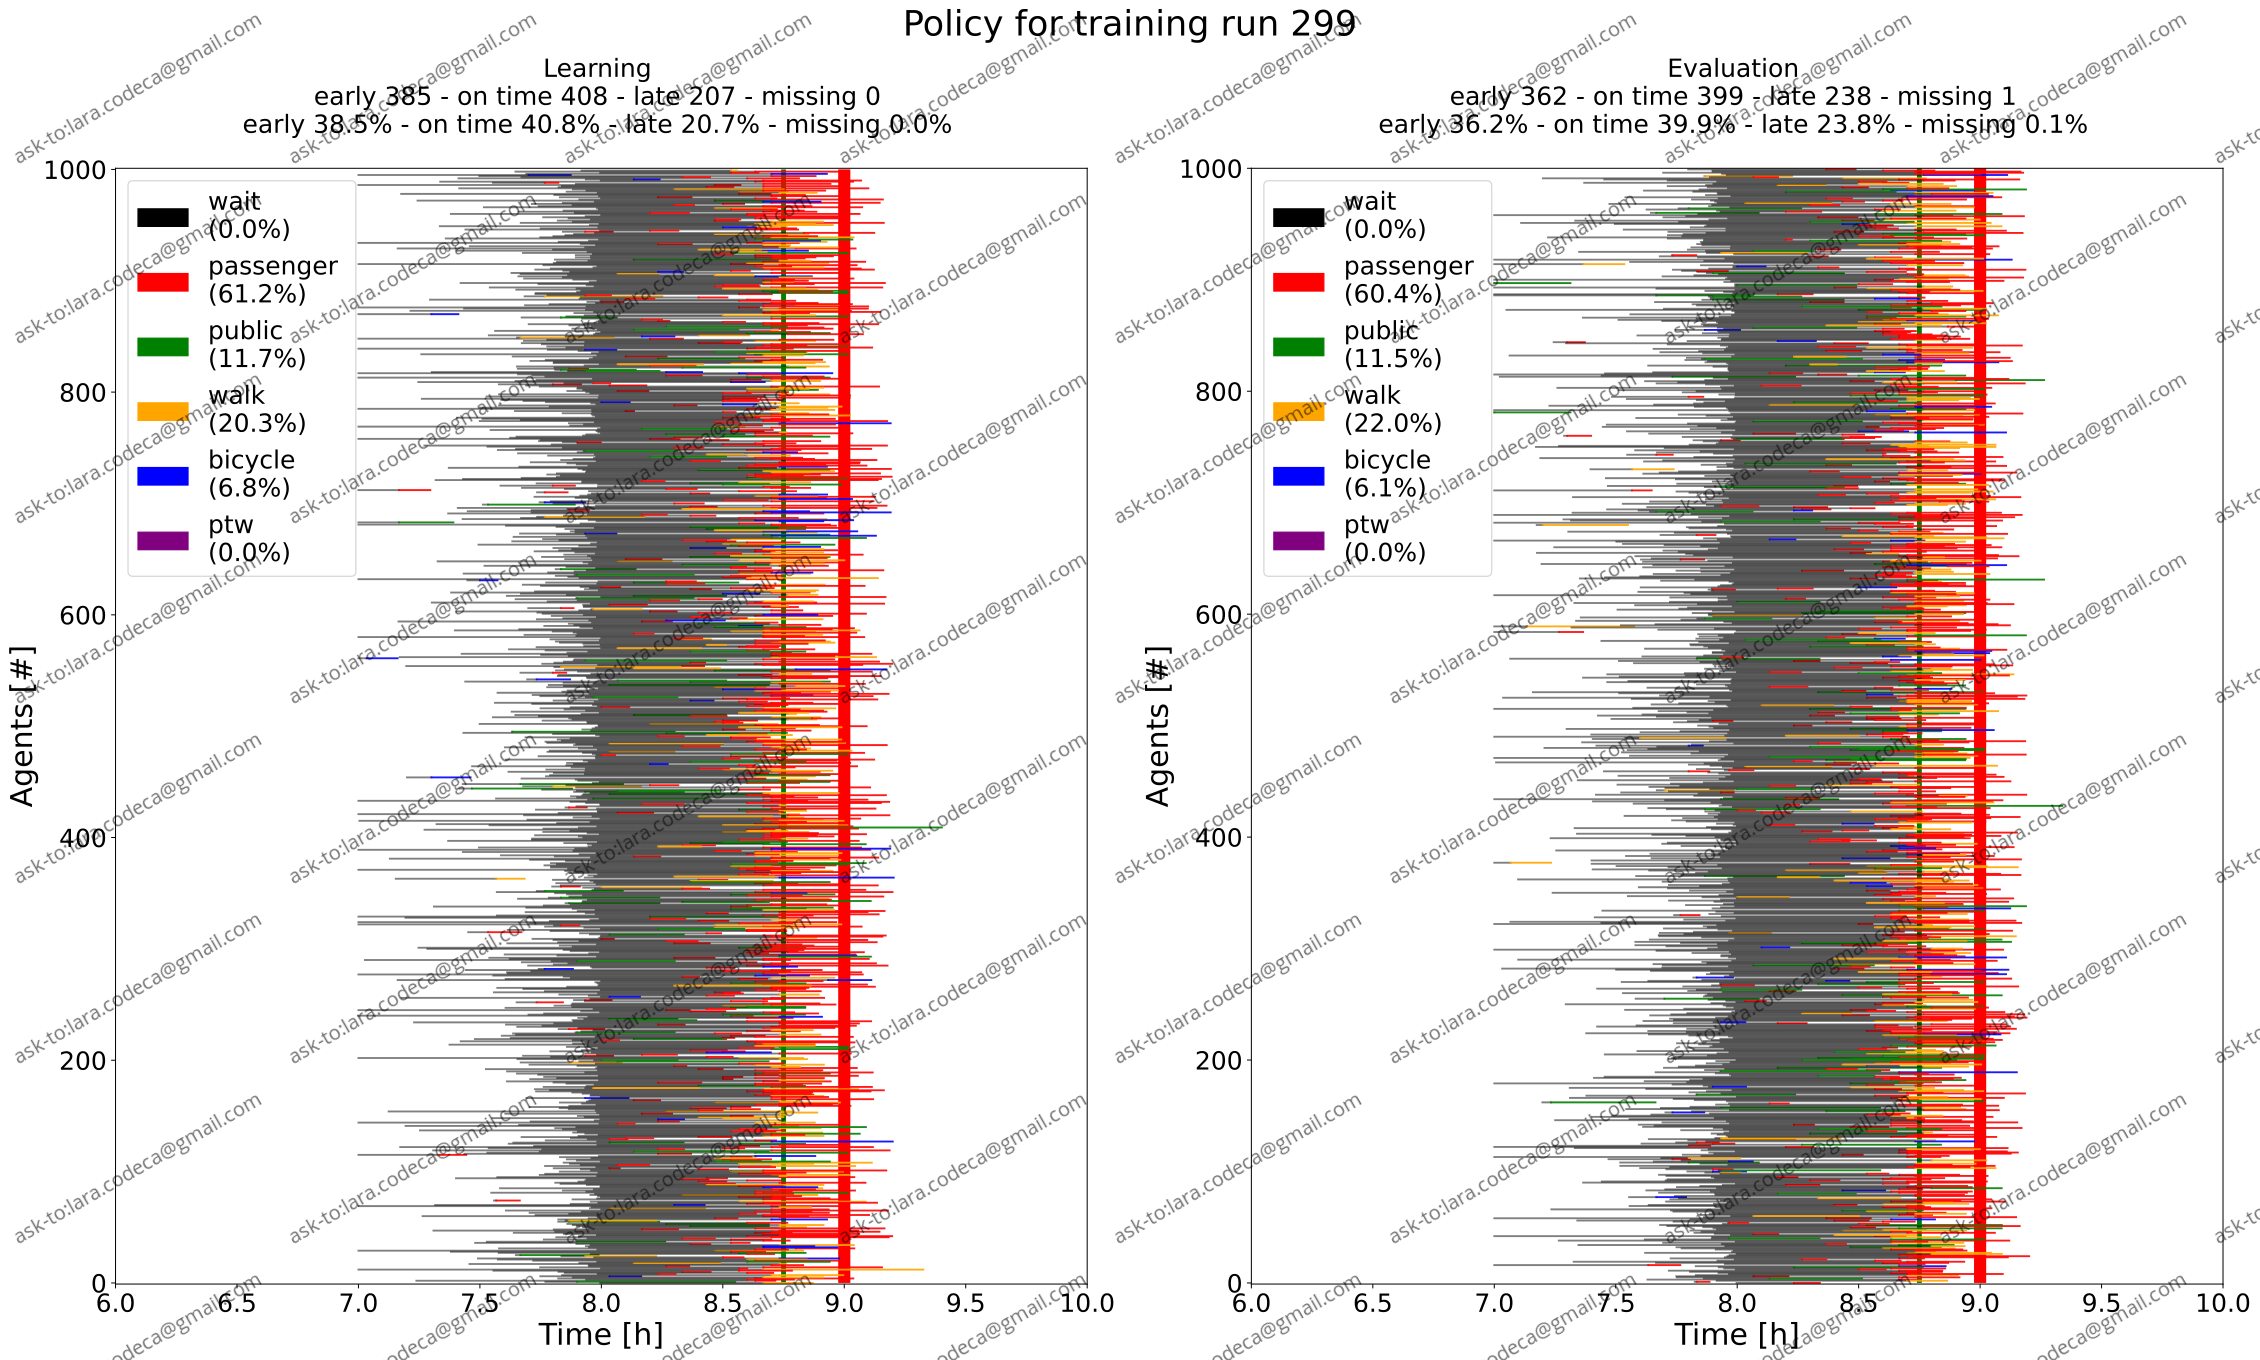 Policy for training run 299
Learning
early 385 - on time 408 - late 207 - missing 0
early 38.5% - on time 40.8% - late 20.7% - missing 0.0%
1000
800
600
400
200
0
Agents [#]
wait
(0.0%)
passenger
(61.2%)
public
(11.7%)
walk
(20.3%)
bicycle
(6.8%)
ptw
(0.0%)
6.0 6.5 7.0 7.5 8.0 8.5 9.0 9.5 10.0
Time [h]
Evaluation
early 362 - on time 399 - late 238 - missing 1
early 36.2% - on time 39.9% - late 23.8% - missing 0.1%
1000
800
600
400
200
0
Agents [#]
wait
(0.0%)
passenger
(60.4%)
public
(11.5%)
walk
(22.0%)
bicycle
(6.1%)
ptw
(0.0%)
6.0 6.5 7.0 7.5 8.0 8.5 9.0 9.5 10.0
Time [h]
ask-to:lara.codeca@gmail.com